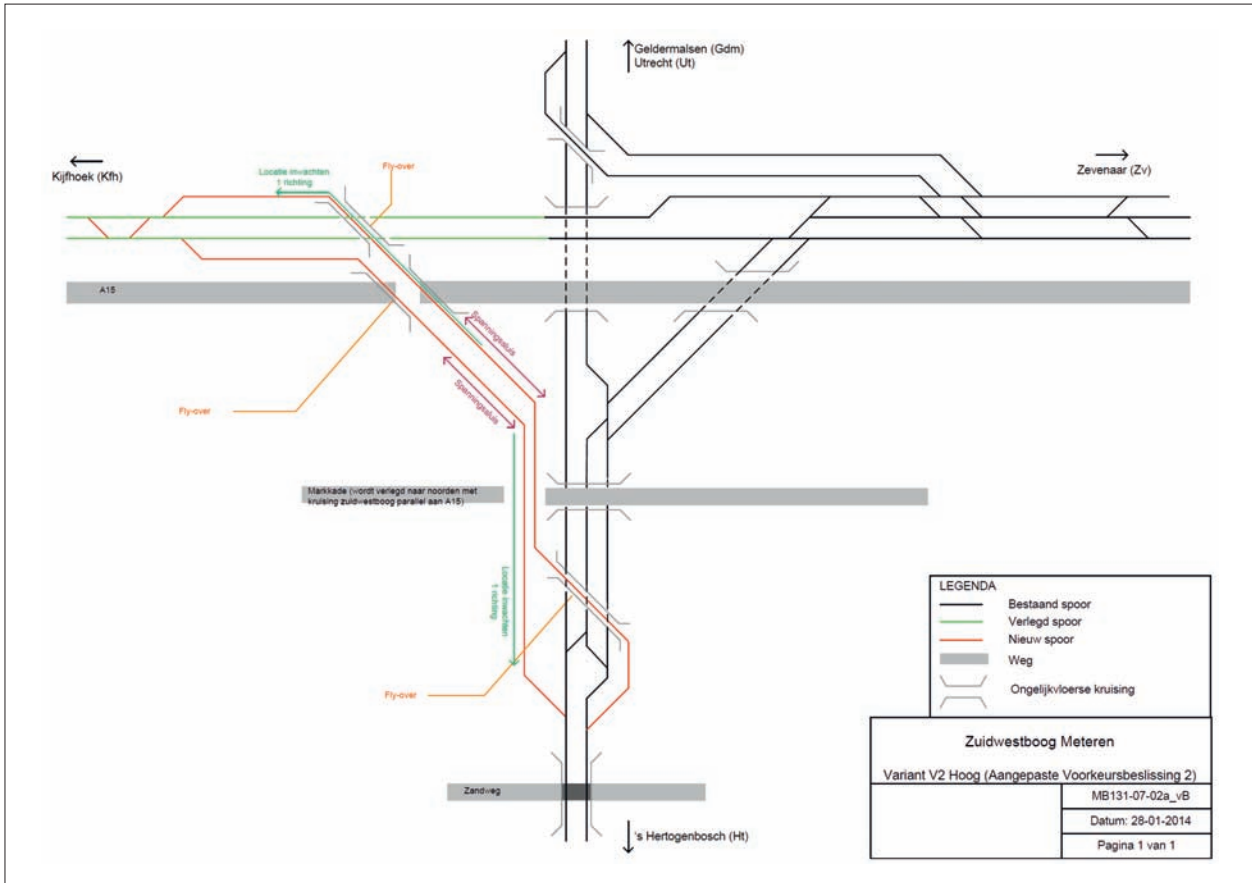 Geldermalsen (Gdm)
Utrecht (Ut)
Kijfhoek (Kfh)
Locatie inwachten
1 richting
Fly-over
Zevenaar (Zv)
A15
Spanningssluis
Spanningssluis
Fly-over
Markkade (wordt verlegd naar noorden met
kruising zuidwestboog parallel aan A15)
Locatie inwachten
1 richting
Fly-over
Zandweg
's Hertogenbosch (Ht)
LEGENDA
Bestaand spoor
Verlegd spoor
Nieuw spoor
Weg
Ongelijkvloerse kruising
Zuidwestboog Meteren
Variant V2 Hoog (Aangepaste Voorkeursbeslissing 2)
MB131-07-02a_vB
Datum: 28-01-2014
Pagina 1 van 1